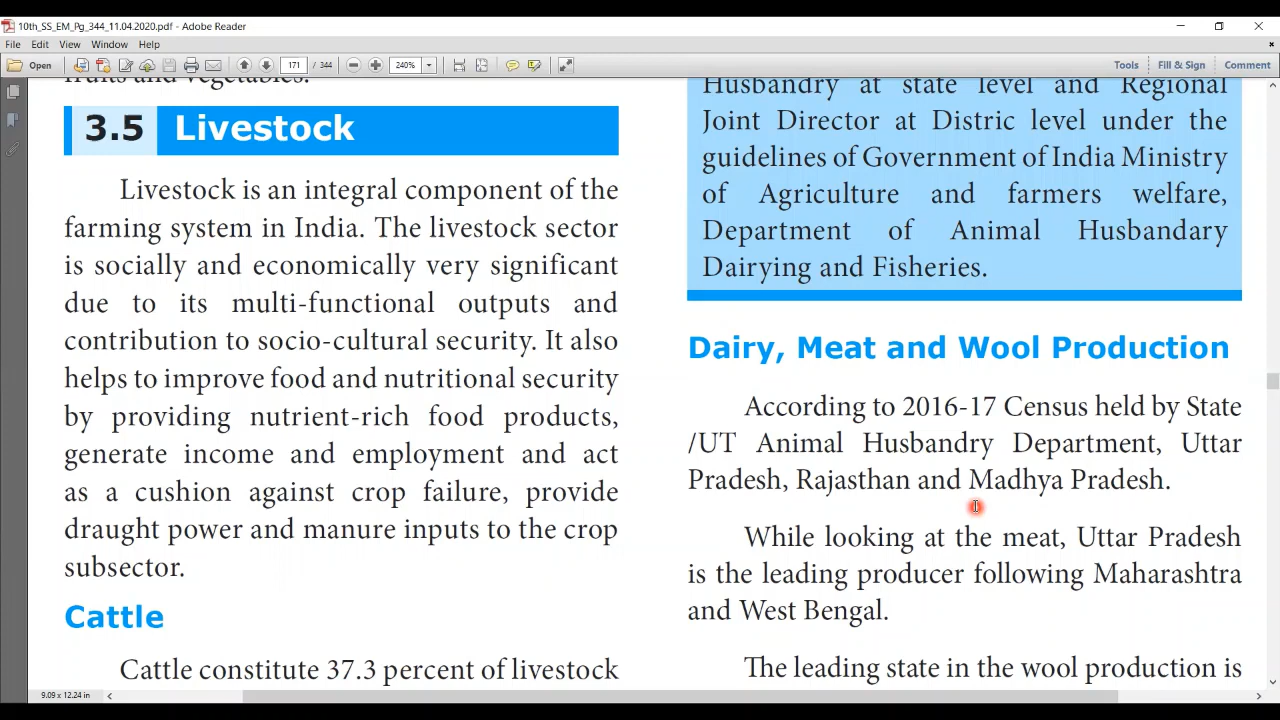 10th_SS_EM_Pg_344_11.04.2020.pdf - Adobe Reader
File Edit View Window Help
Open 171 / 344 240% Tools Fill & Sign Comment
fruits and vegetables.
3.5 Livestock
Livestock is an integral component of the
farming system in India. The livestock sector
is socially and economically very significant
due to its multi-functional outputs and
contribution to socio-cultural security. It also
helps to improve food and nutritional security
by providing nutrient-rich food products,
generate income and employment and act
as a cushion against crop failure, provide
draught power and manure inputs to the crop
subsector.
Cattle
Cattle constitute 37.3 percent of livestock
Husbandry at state level and Regional
Joint Director at Distric level under the
guidelines of Government of India Ministry
of Agriculture and farmers welfare,
Department of Animal Husbandary
Dairying and Fisheries.
Dairy, Meat and Wool Production
According to 2016-17 Census held by State
/UT Animal Husbandry Department, Uttar
Pradesh, Rajasthan and Madhya Pradesh.
While looking at the meat, Uttar Pradesh
is the leading producer following Maharashtra
and West Bengal.
The leading state in the wool production is
9.09 x 12.24 in